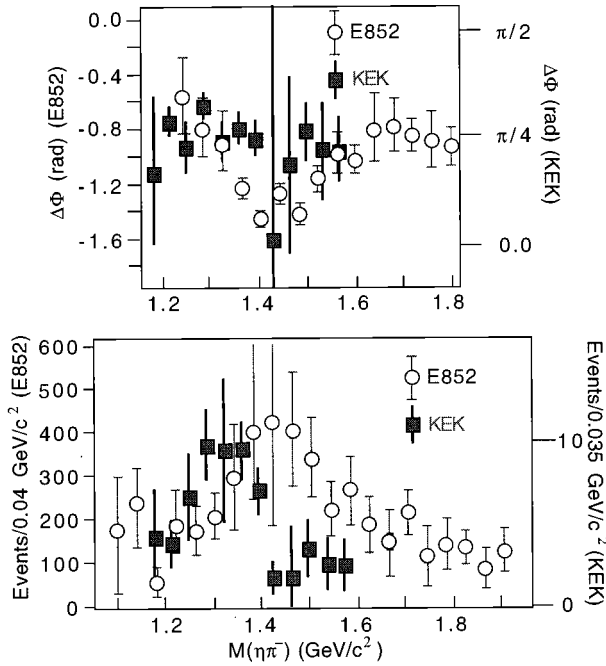 0.0
-0.4
-0.8
-1.2
-1.6
ΔΦ (rad) (E852)
E852
KEK
π/2
π/4
0.0
ΔΦ (rad) (KEK)
1.2
1.4
1.6
1.8
600
500
400
300
200
100
0
Events/0.04 GeV/c² (E852)
E852
KEK
10
0
Events/0.035 GeV/c² (KEK)
1.2
1.4
1.6
1.8
M(ηπ⁻) (GeV/c²)